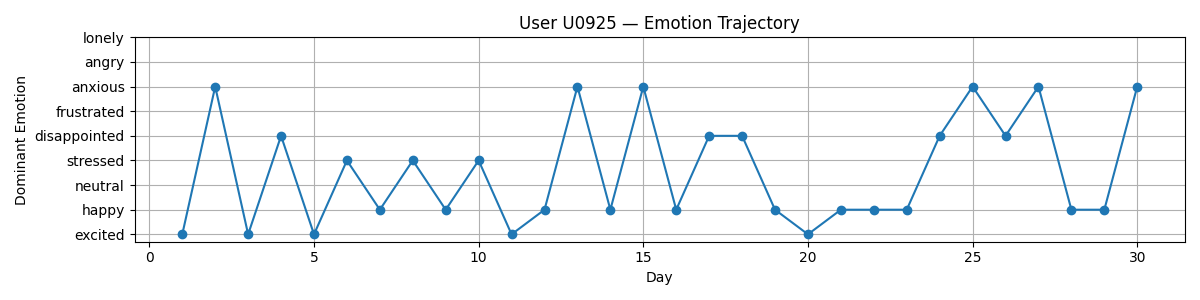 User U0925 — Emotion Trajectory
Dominant Emotion
lonely
angry
anxious
frustrated
disappointed
stressed
neutral
happy
excited
0 5 10 15 20 25 30
Day